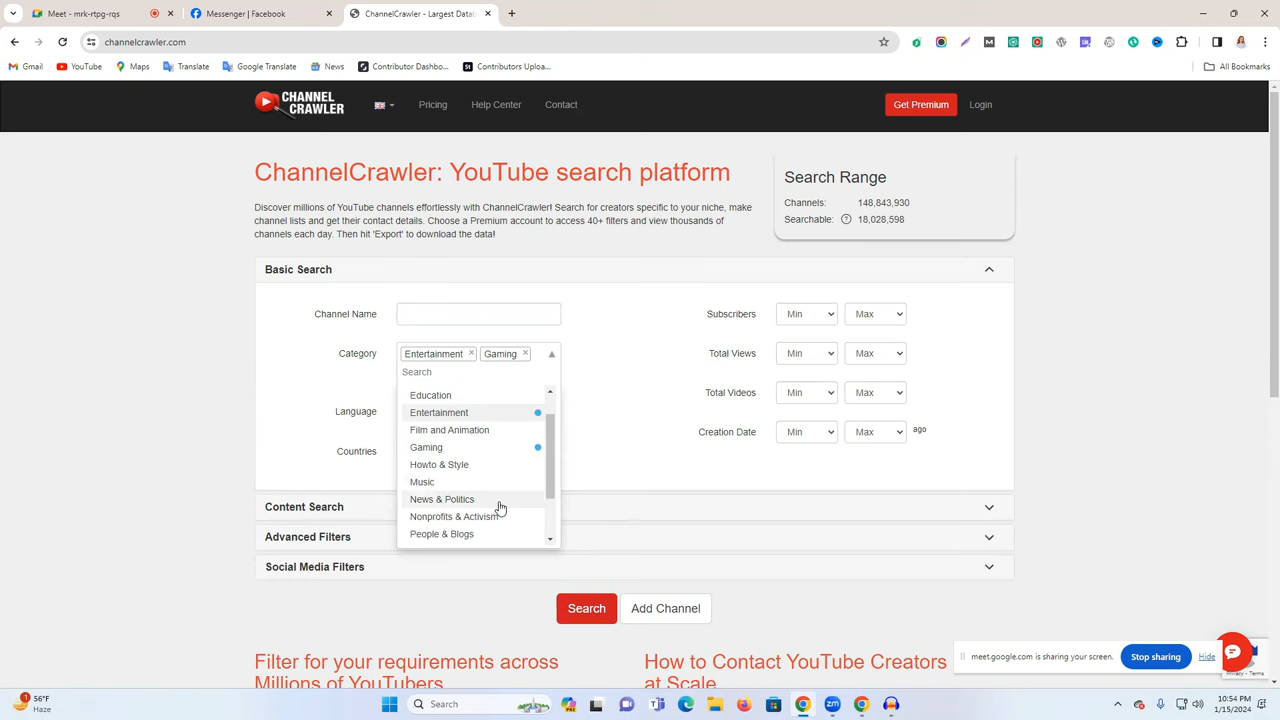 Meet - mrk-rtpg-rqs
Messenger | Facebook
ChannelCrawler - Largest Datab
channelcrawler.com
Gmail
YouTube
Maps
Translate
Google Translate
News
Contributor Dashbo...
Contributors Uploa...
All Bookmarks
CHANNEL
CRAWLER
Pricing
Help Center
Contact
Get Premium
Login
ChannelCrawler: YouTube search platform
Discover millions of YouTube channels effortlessly with ChannelCrawler! Search for creators specific to your niche, make
channel lists and get their contact details. Choose a Premium account to access 40+ filters and view thousands of
channels each day. Then hit 'Export' to download the data!
Search Range
Channels: 148,843,930
Searchable: ? 18,028,598
Basic Search
Channel Name
Subscribers Min Max
Category
Entertainment × Gaming ×
Total Views Min Max
Search
Education
Total Videos Min Max
Language
Entertainment
Film and Animation
Creation Date Min Max ago
Countries
Gaming
Howto & Style
Music
News & Politics
Content Search
Nonprofits & Activism
People & Blogs
Advanced Filters
Social Media Filters
Search
Add Channel
Filter for your requirements across
Millions of YouTubers
How to Contact YouTube Creators
at Scale
meet.google.com is sharing your screen.
Stop sharing
Hide
Privacy - Terms
1
56°F
Haze
Search
zm
10:54 PM
1/15/2024